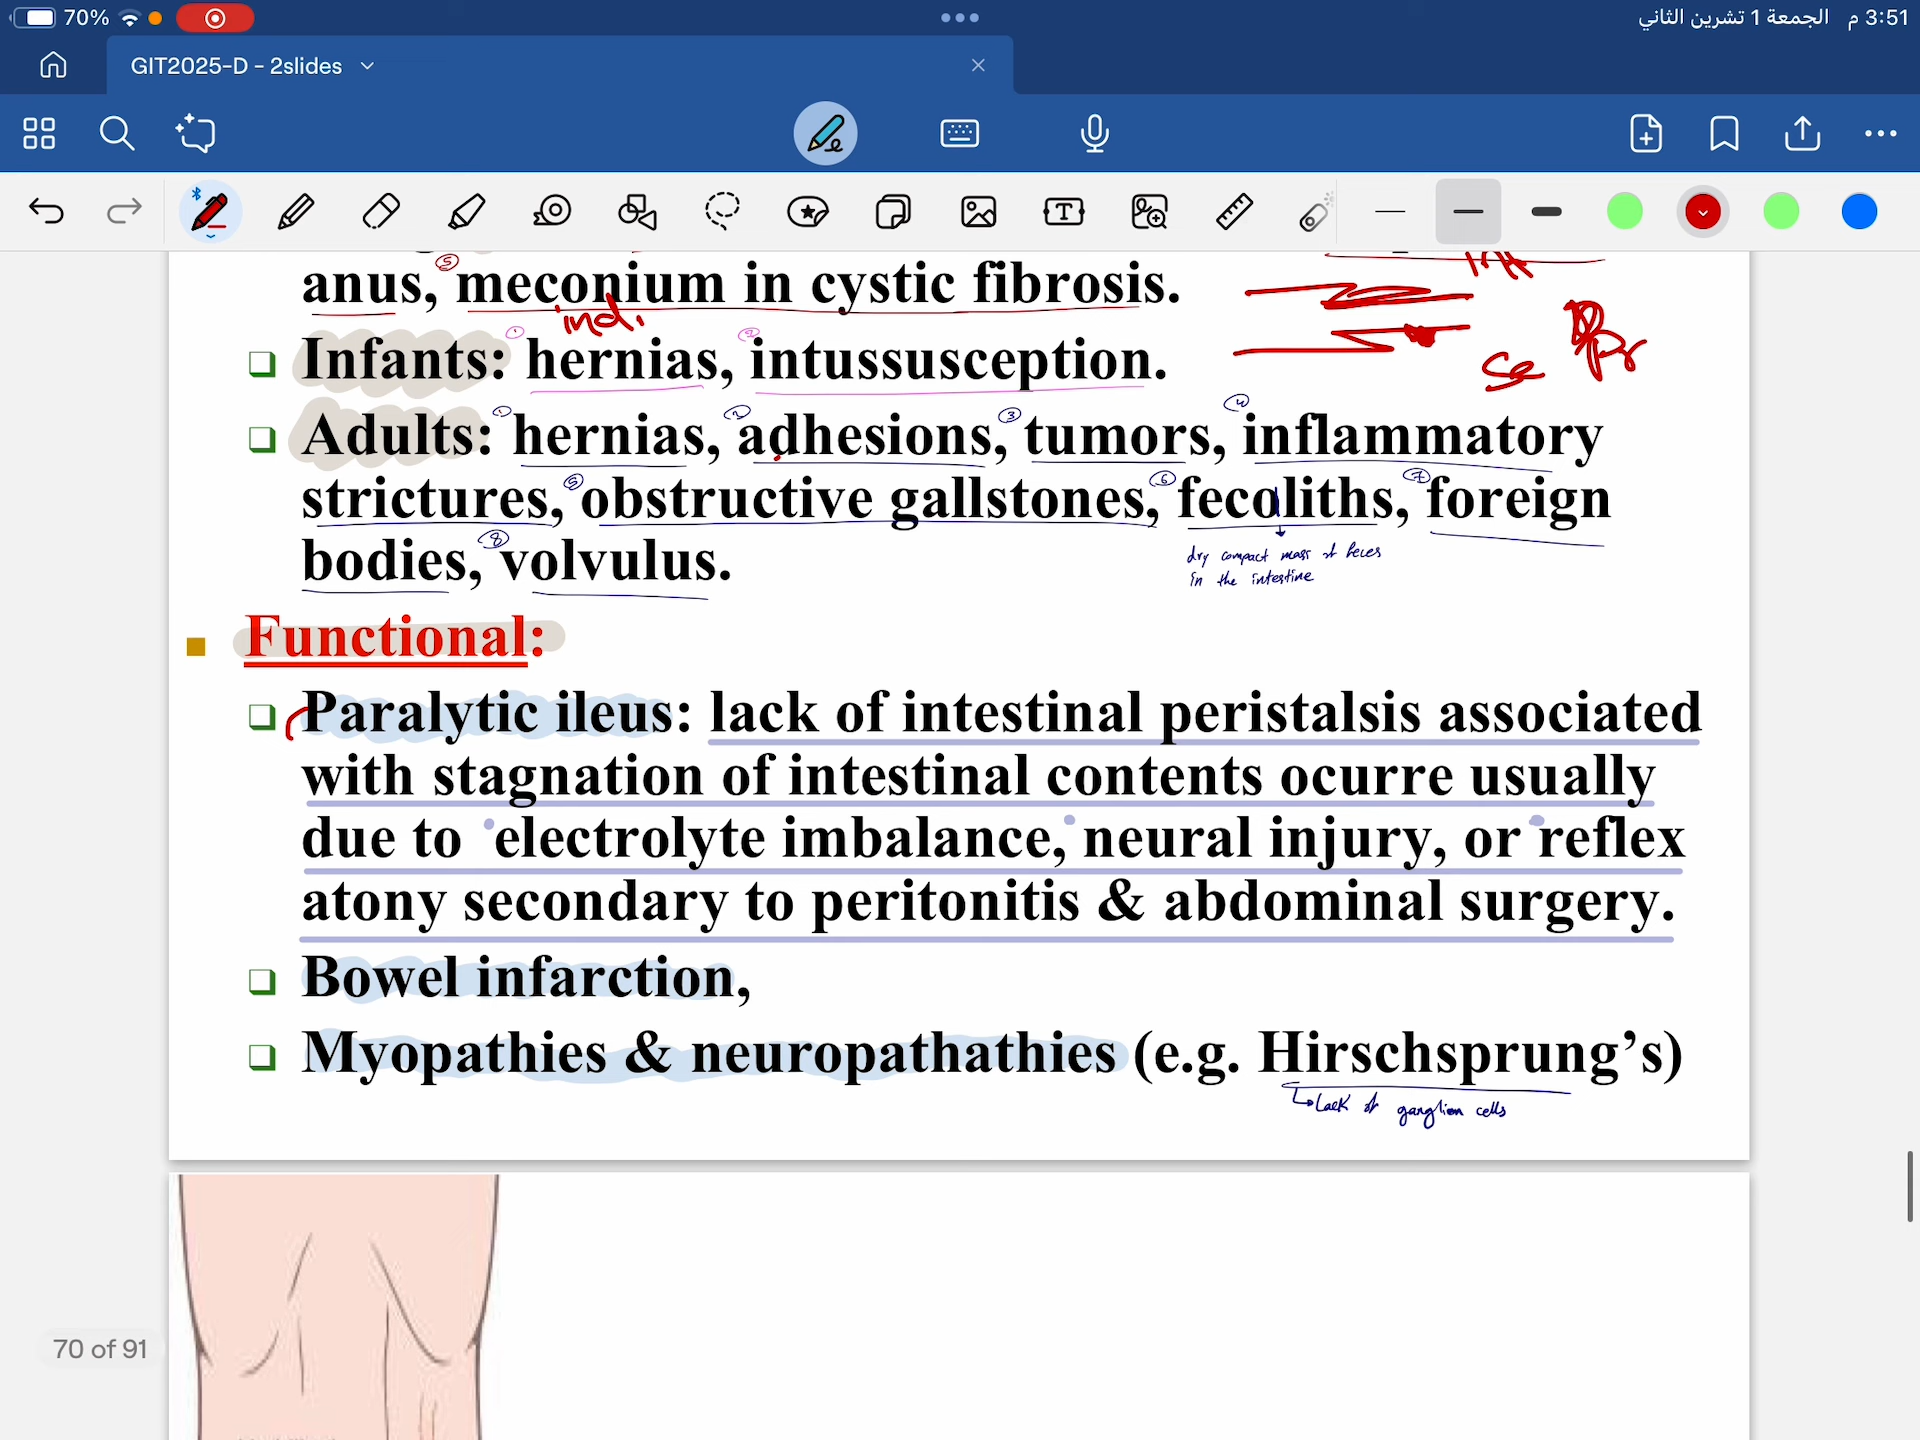 70%
3:51 م الجمعة 1 تشرين الثاني
GIT2025-D - 2slides
anus, meconium in cystic fibrosis.
ind.
Infants: hernias, intussusception.
Se
Adults: hernias, adhesions, tumors, inflammatory
strictures, obstructive gallstones, fecoliths, foreign
bodies, volvulus.
dry compact mass of feces
in the intestine
Functional:
Paralytic ileus: lack of intestinal peristalsis associated
with stagnation of intestinal contents ocurre usually
due to electrolyte imbalance, neural injury, or reflex
atony secondary to peritonitis & abdominal surgery.
Bowel infarction,
Myopathies & neuropathathies (e.g. Hirschsprung’s)
Lack of ganglion cells
70 of 91